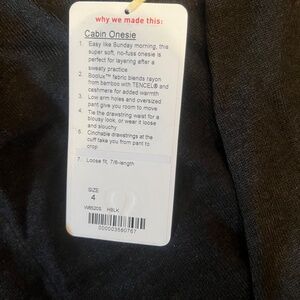 why we made this:
Cabin Onesie
1. Easy like Sunday morning, this
super soft, no-fuss onesie is
perfect for layering after a
sweaty practice
2. Boolux™ fabric blends rayon
from bamboo with TENCEL® and
cashmere for added warmth
3. Low arm holes and oversized
pant give you room to move
4. Tie the drawstring waist for a
blousy look, or wear it loose
and slouchy
5. Cinchable drawstrings at the
cuff take you from pant to
crop
7. Loose fit, 7/8-length
SIZE
4
HBLK
000003560767